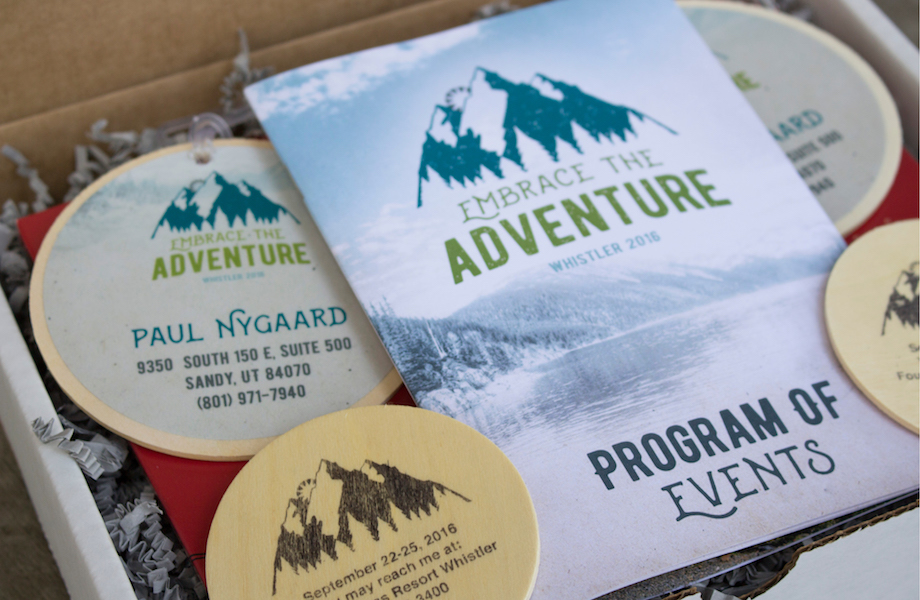 EMBRACE THE
ADVENTURE
WHISTLER 2016
PROGRAM OF
EVENTS
EMBRACE THE
ADVENTURE
WHISTLER 2016
PAUL NYGAARD
9350 SOUTH 150 E, SUITE 500
SANDY, UT 84070
(801) 971-7940
September 22-25, 2016
may reach me at:
Resort Whistler
3400